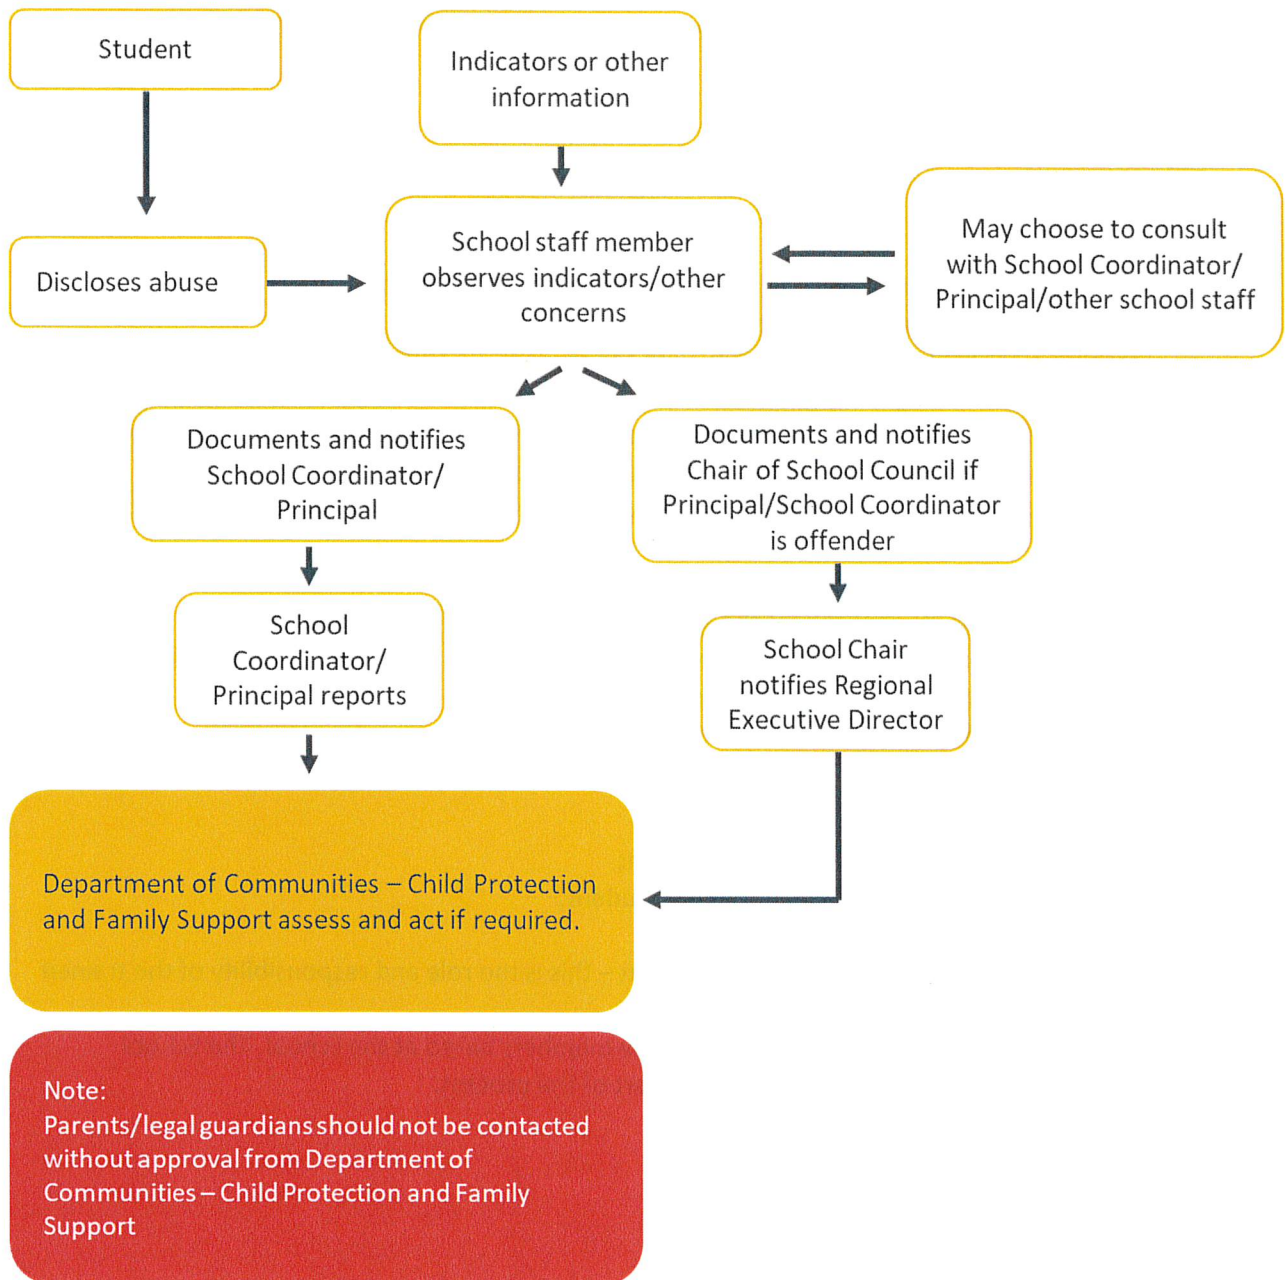 Student
Indicators or other
information
Discloses abuse
School staff member
observes indicators/other
concerns
May choose to consult
with School Coordinator/
Principal/other school staff
Documents and notifies
School Coordinator/
Principal
Documents and notifies
Chair of School Council if
Principal/School Coordinator
is offender
School
Coordinator/
Principal reports
School Chair
notifies Regional
Executive Director
Department of Communities – Child Protection
and Family Support assess and act if required.
Note:
Parents/legal guardians should not be contacted
without approval from Department of
Communities – Child Protection and Family
Support